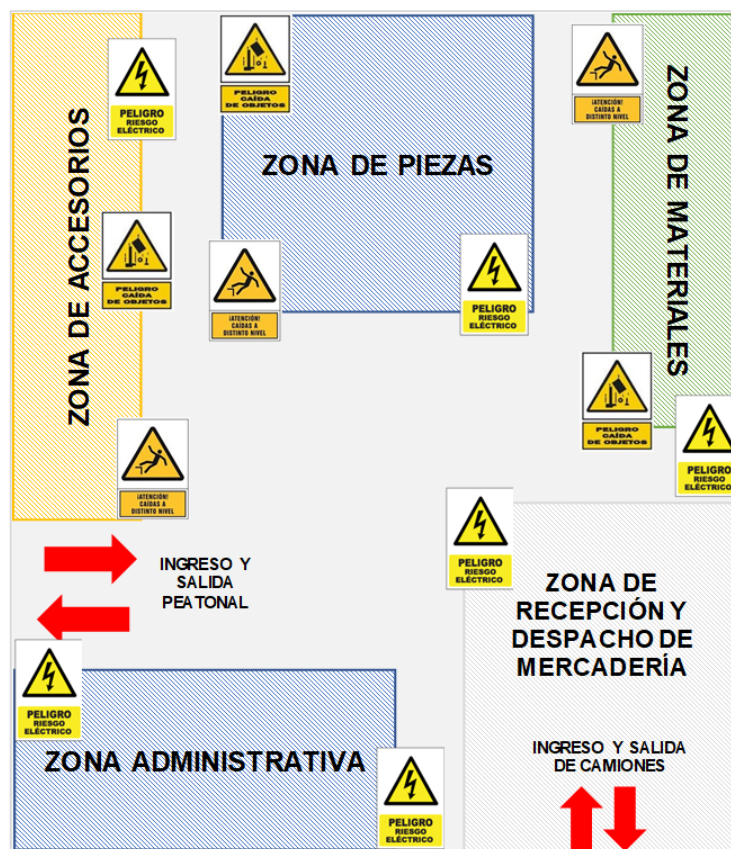 PELIGRO
RIESGO
ELÉCTRICO
PELIGRO
CAÍDA
DE OBJETOS
¡ATENCIÓN!
CAÍDAS A
DISTINTO NIVEL
ZONA DE ACCESORIOS
ZONA DE PIEZAS
ZONA DE MATERIALES
PELIGRO
CAÍDA
DE OBJETOS
¡ATENCIÓN!
CAÍDAS A
DISTINTO NIVEL
PELIGRO
RIESGO
ELÉCTRICO
PELIGRO
CAÍDA
DE OBJETOS
PELIGRO
RIESGO
ELÉCTRICO
¡ATENCIÓN!
CAÍDAS A
DISTINTO NIVEL
PELIGRO
RIESGO
ELÉCTRICO
INGRESO Y
SALIDA
PEATONAL
ZONA DE
RECEPCIÓN Y
DESPACHO DE
MERCADERÍA
PELIGRO
RIESGO
ELÉCTRICO
ZONA ADMINISTRATIVA
PELIGRO
RIESGO
ELÉCTRICO
INGRESO Y SALIDA
DE CAMIONES